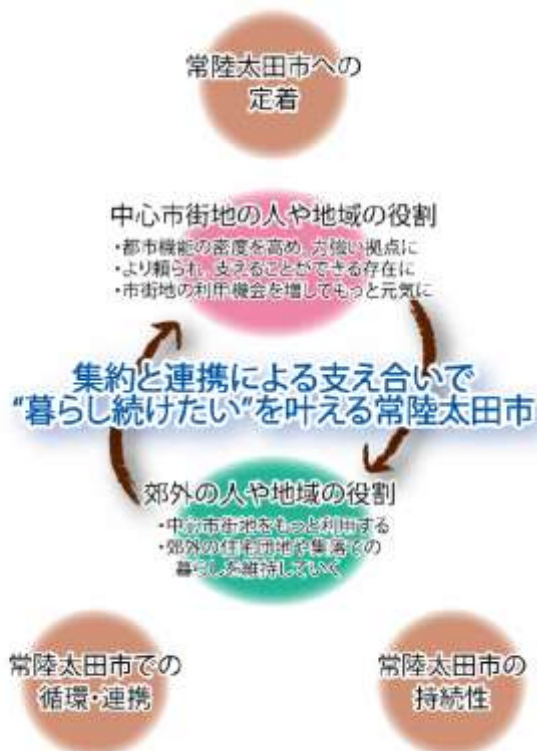 常陸太田市への
定着
中心市街地の人や地域の役割
・都市機能の密度を高め、力強い拠点に
・より頼られ、支えることができる存在に
・市街地の利用機会を増してもっと元気に
集約と連携による支え合いで
“暮らし続けたい”を叶える常陸太田市
郊外の人や地域の役割
・中心市街地をもっと利用する
・郊外の住宅団地や集落での
暮らしを維持していく
常陸太田市での
循環・連携
常陸太田市の
持続性